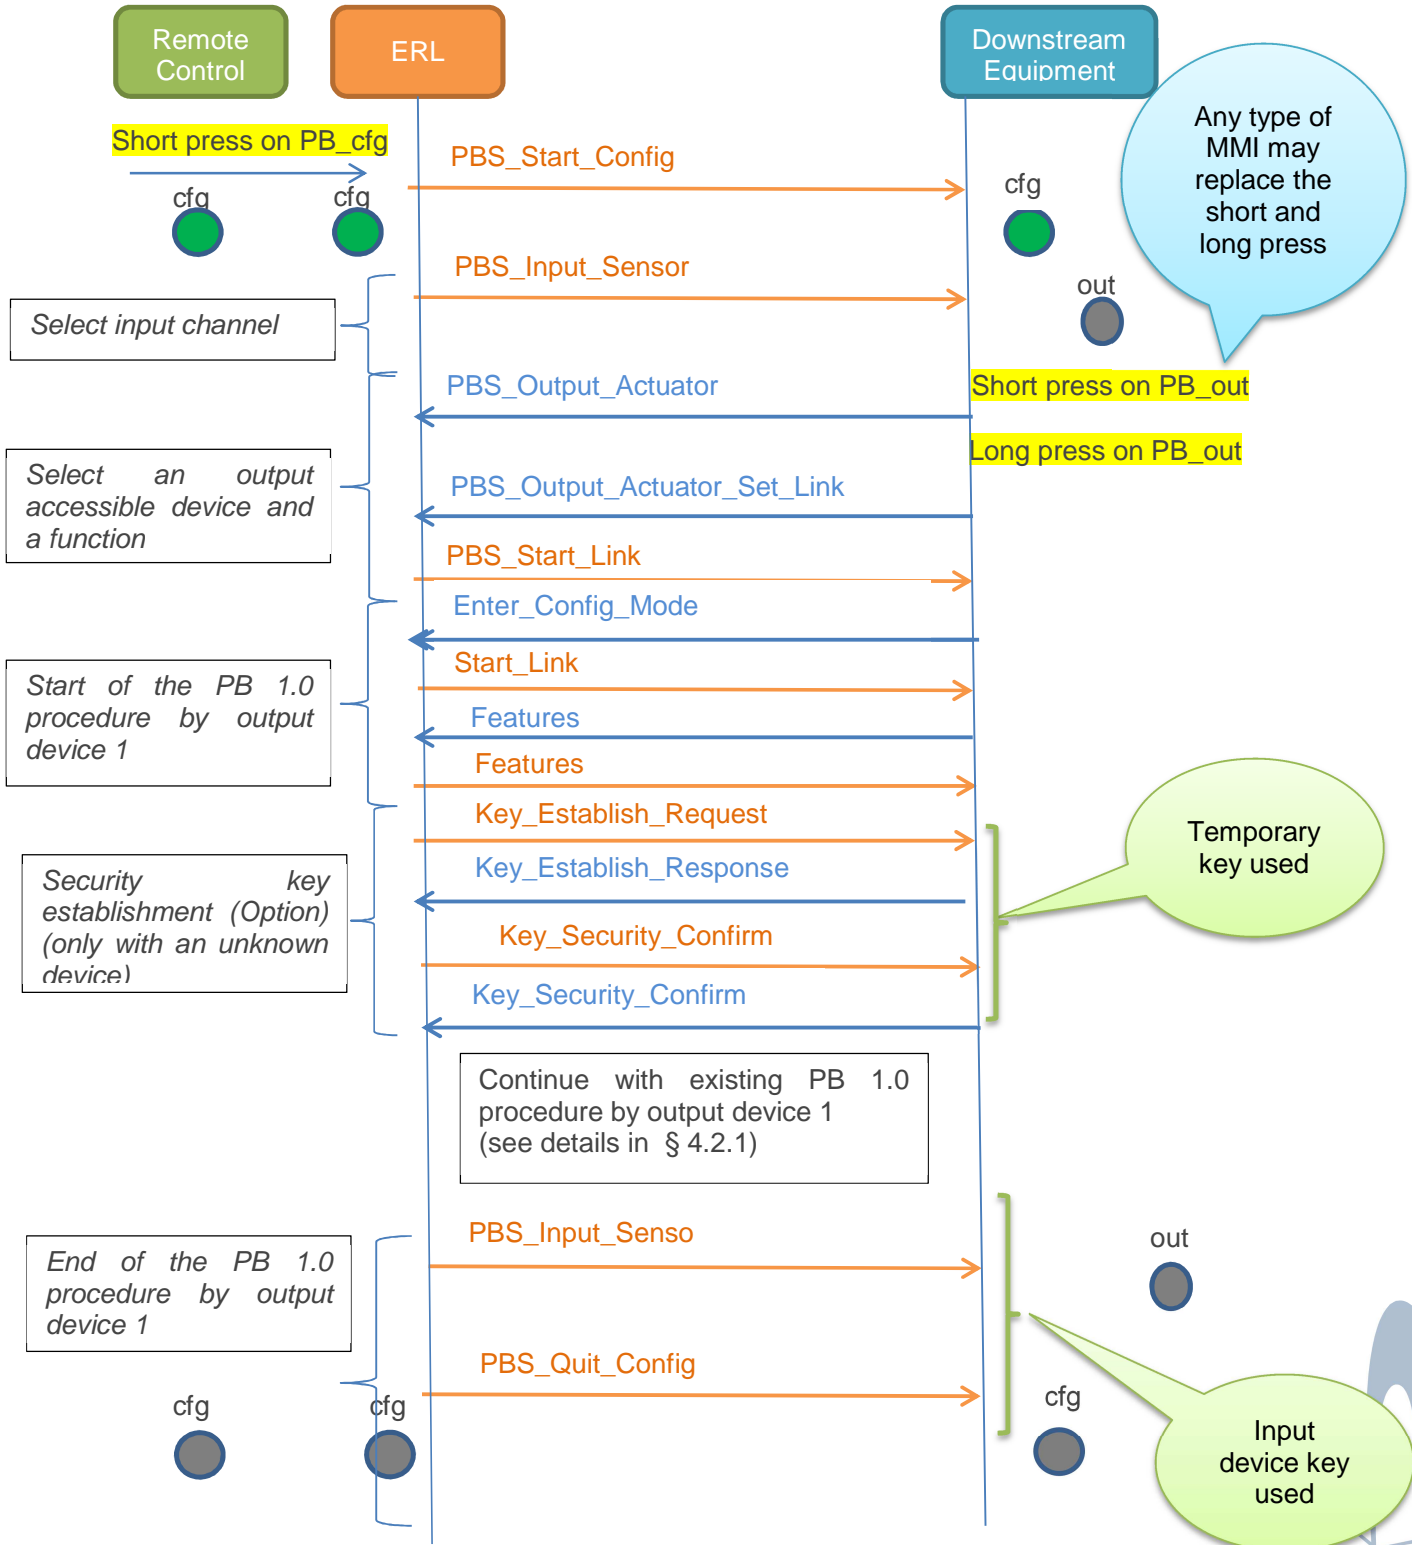 Remote
Control
ERL
Downstream
Equipment
Any type of
MMI may
replace the
short and
long press
Short press on PB_cfg
PBS_Start_Config
cfg
cfg
cfg
PBS_Input_Sensor
out
Select input channel
PBS_Output_Actuator
Short press on PB_out
Long press on PB_out
Select an output
accessible device and
a function
PBS_Output_Actuator_Set_Link
PBS_Start_Link
Enter_Config_Mode
Start_Link
Start of the PB 1.0
procedure by output
device 1
Features
Features
Key_Establish_Request
Temporary
key used
Key_Establish_Response
Security key
establishment (Option)
(only with an unknown
device)
Key_Security_Confirm
Key_Security_Confirm
Continue with existing PB 1.0
procedure by output device 1
(see details in § 4.2.1)
PBS_Input_Senso
out
End of the PB 1.0
procedure by output
device 1
PBS_Quit_Config
cfg
cfg
cfg
Input
device key
used